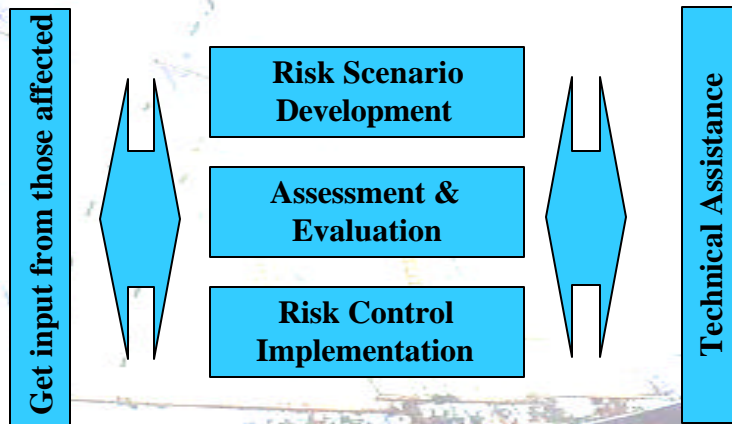 Get input from those affected
Risk Scenario
Development
Assessment &
Evaluation
Risk Control
Implementation
Technical Assistance